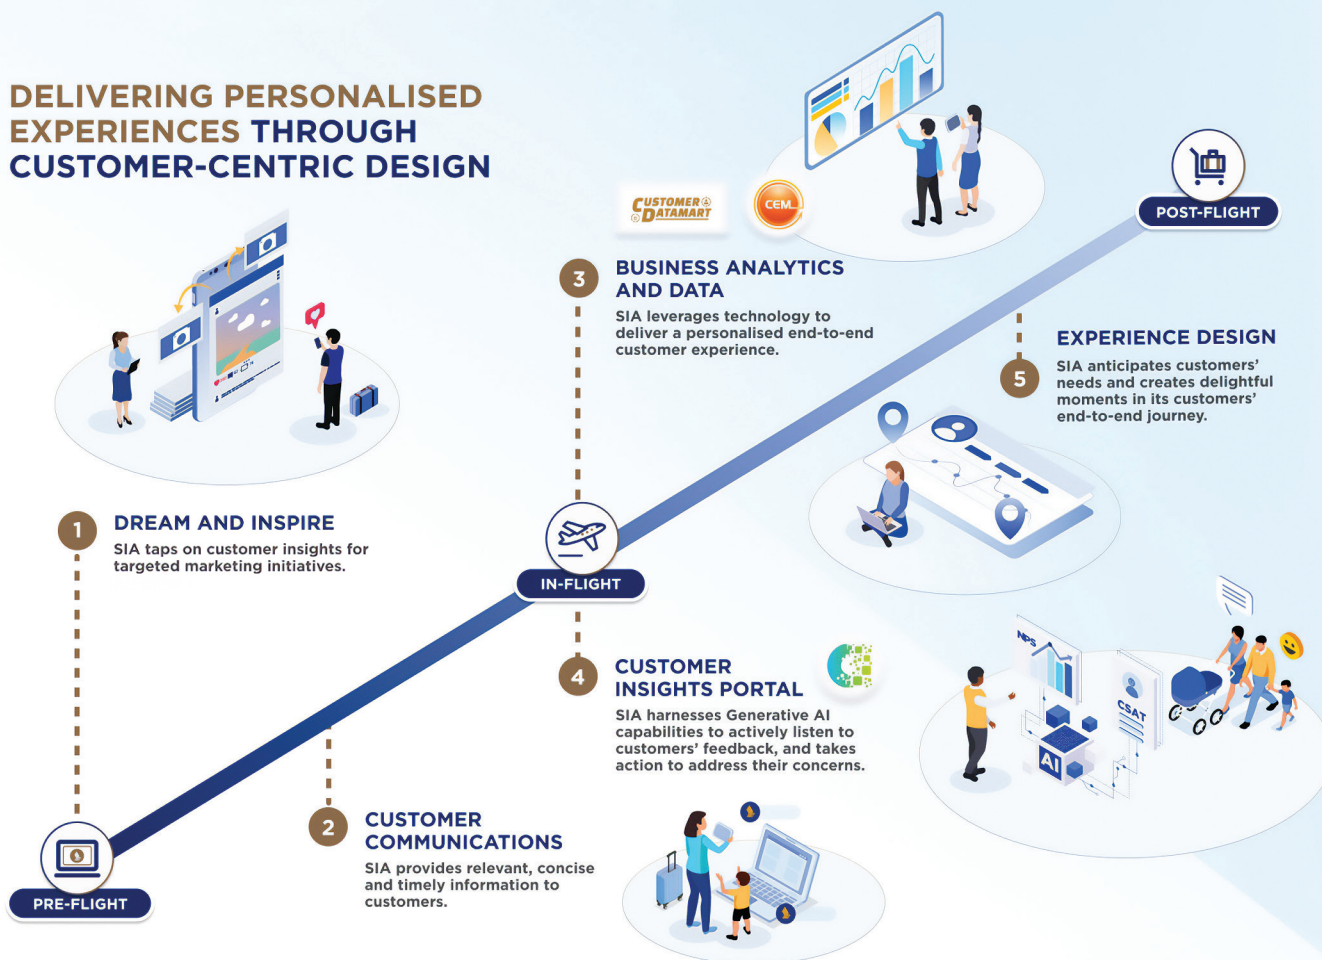 DELIVERING PERSONALISED
EXPERIENCES THROUGH
CUSTOMER-CENTRIC DESIGN
1
DREAM AND INSPIRE
SIA taps on customer insights for
targeted marketing initiatives.
PRE-FLIGHT
2
CUSTOMER
COMMUNICATIONS
SIA provides relevant, concise
and timely information to
customers.
CUSTOMER
DATAMART
CEM
3
BUSINESS ANALYTICS
AND DATA
SIA leverages technology to
deliver a personalised end-to-end
customer experience.
IN-FLIGHT
4
CUSTOMER
INSIGHTS PORTAL
SIA harnesses Generative AI
capabilities to actively listen to
customers' feedback, and takes
action to address their concerns.
NPS
CSAT
AI
POST-FLIGHT
5
EXPERIENCE DESIGN
SIA anticipates customers'
needs and creates delightful
moments in its customers'
end-to-end journey.